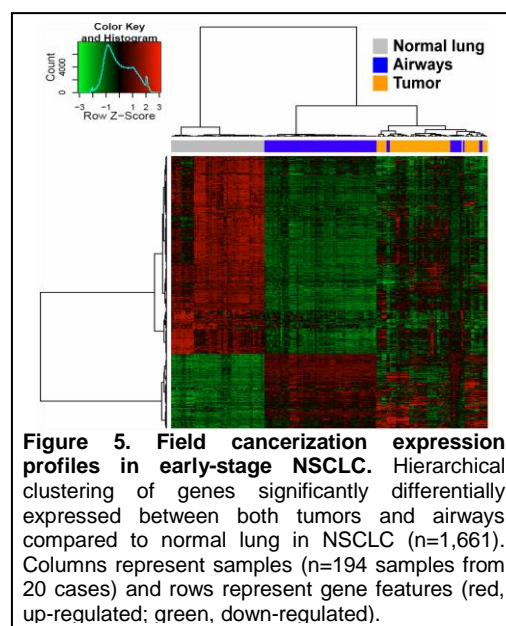 Color Key
and Histogram
Count
0 4000
−3 −1 1 2 3
Row Z-Score
Normal lung
Airways
Tumor
Figure 5. Field cancerization expression
profiles in early-stage NSCLC. Hierarchical
clustering of genes significantly differentially
expressed between both tumors and airways
compared to normal lung in NSCLC (n=1,661).
Columns represent samples (n=194 samples from
20 cases) and rows represent gene features (red,
up-regulated; green, down-regulated).